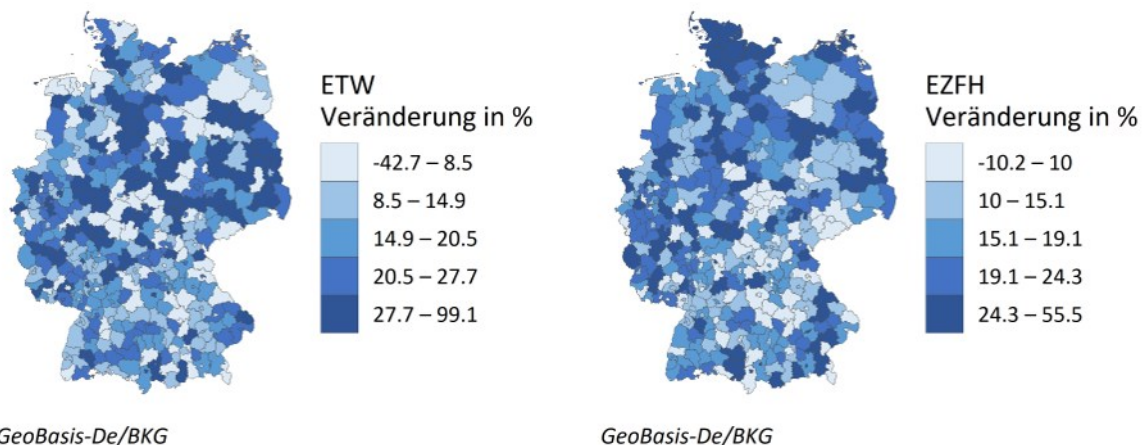 ETW
Veränderung in %
-42.7 – 8.5
8.5 – 14.9
14.9 – 20.5
20.5 – 27.7
27.7 – 99.1
GeoBasis-De/BKG
EZFH
Veränderung in %
-10.2 – 10
10 – 15.1
15.1 – 19.1
19.1 – 24.3
24.3 – 55.5
GeoBasis-De/BKG